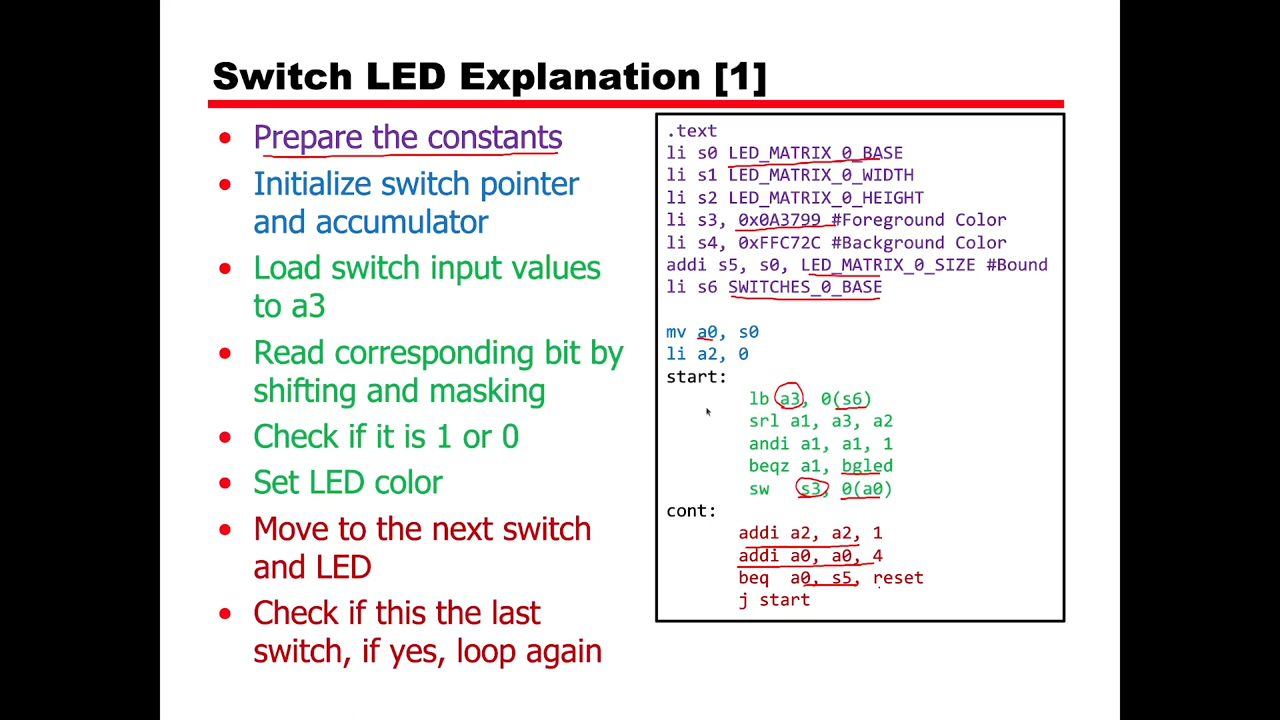 Switch LED Explanation [1]
• Prepare the constants
• Initialize switch pointer
and accumulator
• Load switch input values
to a3
• Read corresponding bit by
shifting and masking
• Check if it is 1 or 0
• Set LED color
• Move to the next switch
and LED
• Check if this the last
switch, if yes, loop again
.text
li s0 LED_MATRIX_0_BASE
li s1 LED_MATRIX_0_WIDTH
li s2 LED_MATRIX_0_HEIGHT
li s3, 0x0A3799 #Foreground Color
li s4, 0xFFC72C #Background Color
addi s5, s0, LED_MATRIX_0_SIZE #Bound
li s6 SWITCHES_0_BASE
mv a0, s0
li a2, 0
start:
lb a3, 0(s6)
srl a1, a3, a2
andi a1, a1, 1
beqz a1, bgled
sw s3, 0(a0)
cont:
addi a2, a2, 1
addi a0, a0, 4
beq a0, s5, reset
j start